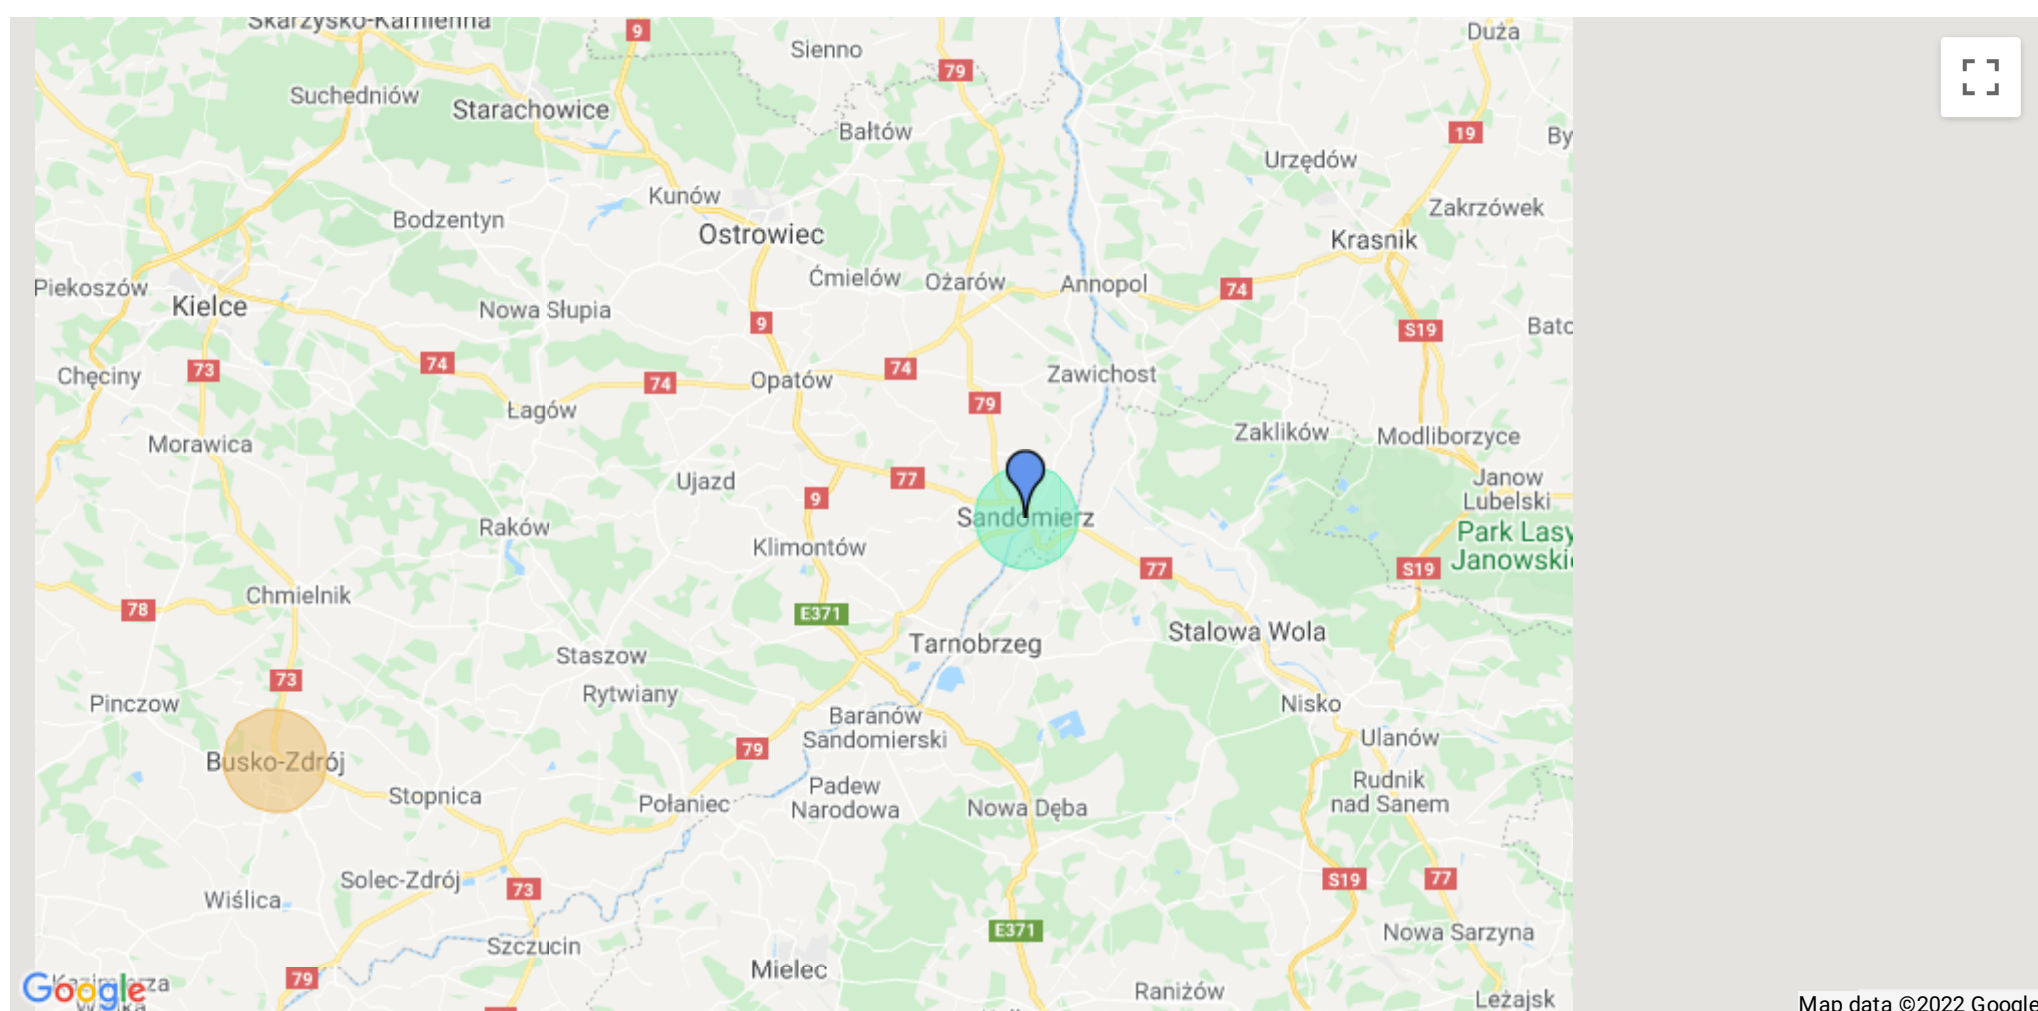 Skarżysko-Kamienna
9
Sienno
Duża
79
Suchedniów
Starachowice
Bałtów
19
By
Urzędów
Kunów
Bodzentyn
Zakrzówek
Ostrowiec
Krasnik
Ćmielów
Ożarów
Annopol
74
Piekoszów
Kielce
Nowa Słupia
9
S19
Batc
73
74
74
Opatów
74
Zawichost
Chęciny
Łagów
79
Morawica
Zaklików
Modliborzyce
Ujazd
77
9
Janow
Lubelski
Raków
Sandomierz
Park Lasy
Janowski
Klimontów
77
S19
Chmielnik
78
E371
Tarnobrzeg
Stalowa Wola
Staszow
73
Rytwiany
Pinczow
Nisko
Baranów
Sandomierski
79
Ulanów
Busko-Zdrój
Stopnica
Połaniec
Padew
Narodowa
Nowa Dęba
Rudnik
nad Sanem
Solec-Zdrój
73
S19
77
Wiślica
Szczucin
E371
Nowa Sarzyna
Mielec
79
Raniżów
Leżajsk
Google
Map data ©2022 Google